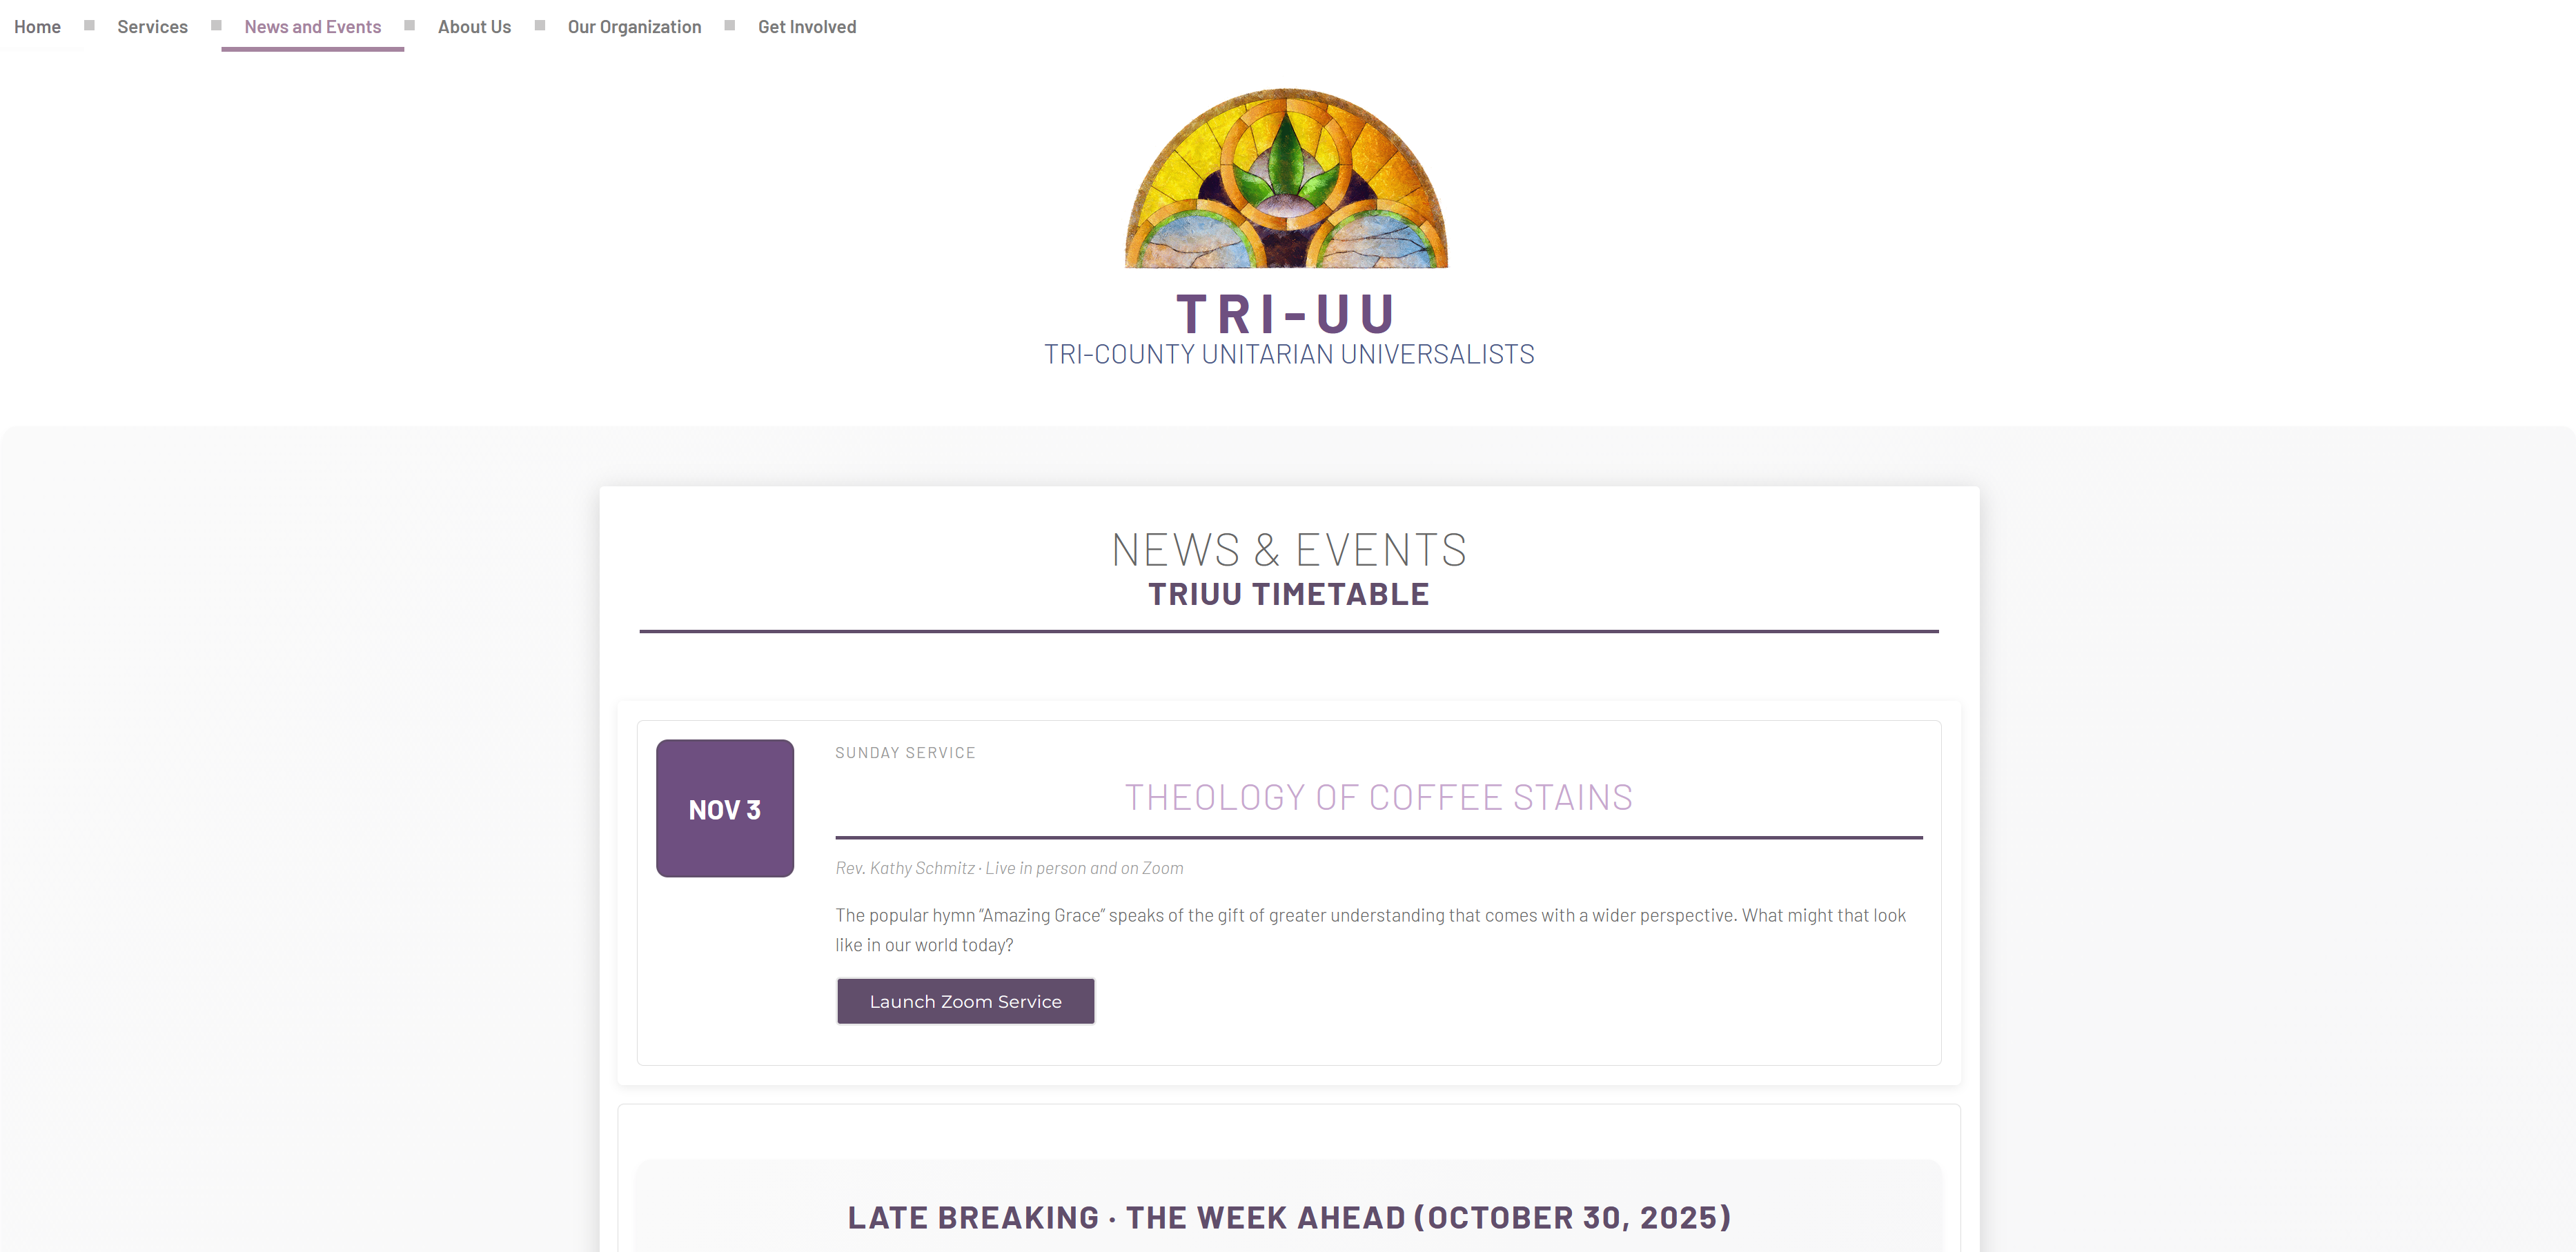 Home
Services
News and Events
About Us
Our Organization
Get Involved
TRI-UU
TRI-COUNTY UNITARIAN UNIVERSALISTS
NEWS & EVENTS
TRIUU TIMETABLE
NOV 3
SUNDAY SERVICE
THEOLOGY OF COFFEE STAINS
Rev. Kathy Schmitz · Live in person and on Zoom
The popular hymn “Amazing Grace” speaks of the gift of greater understanding that comes with a wider perspective. What might that look
like in our world today?
Launch Zoom Service
LATE BREAKING · THE WEEK AHEAD (OCTOBER 30, 2025)